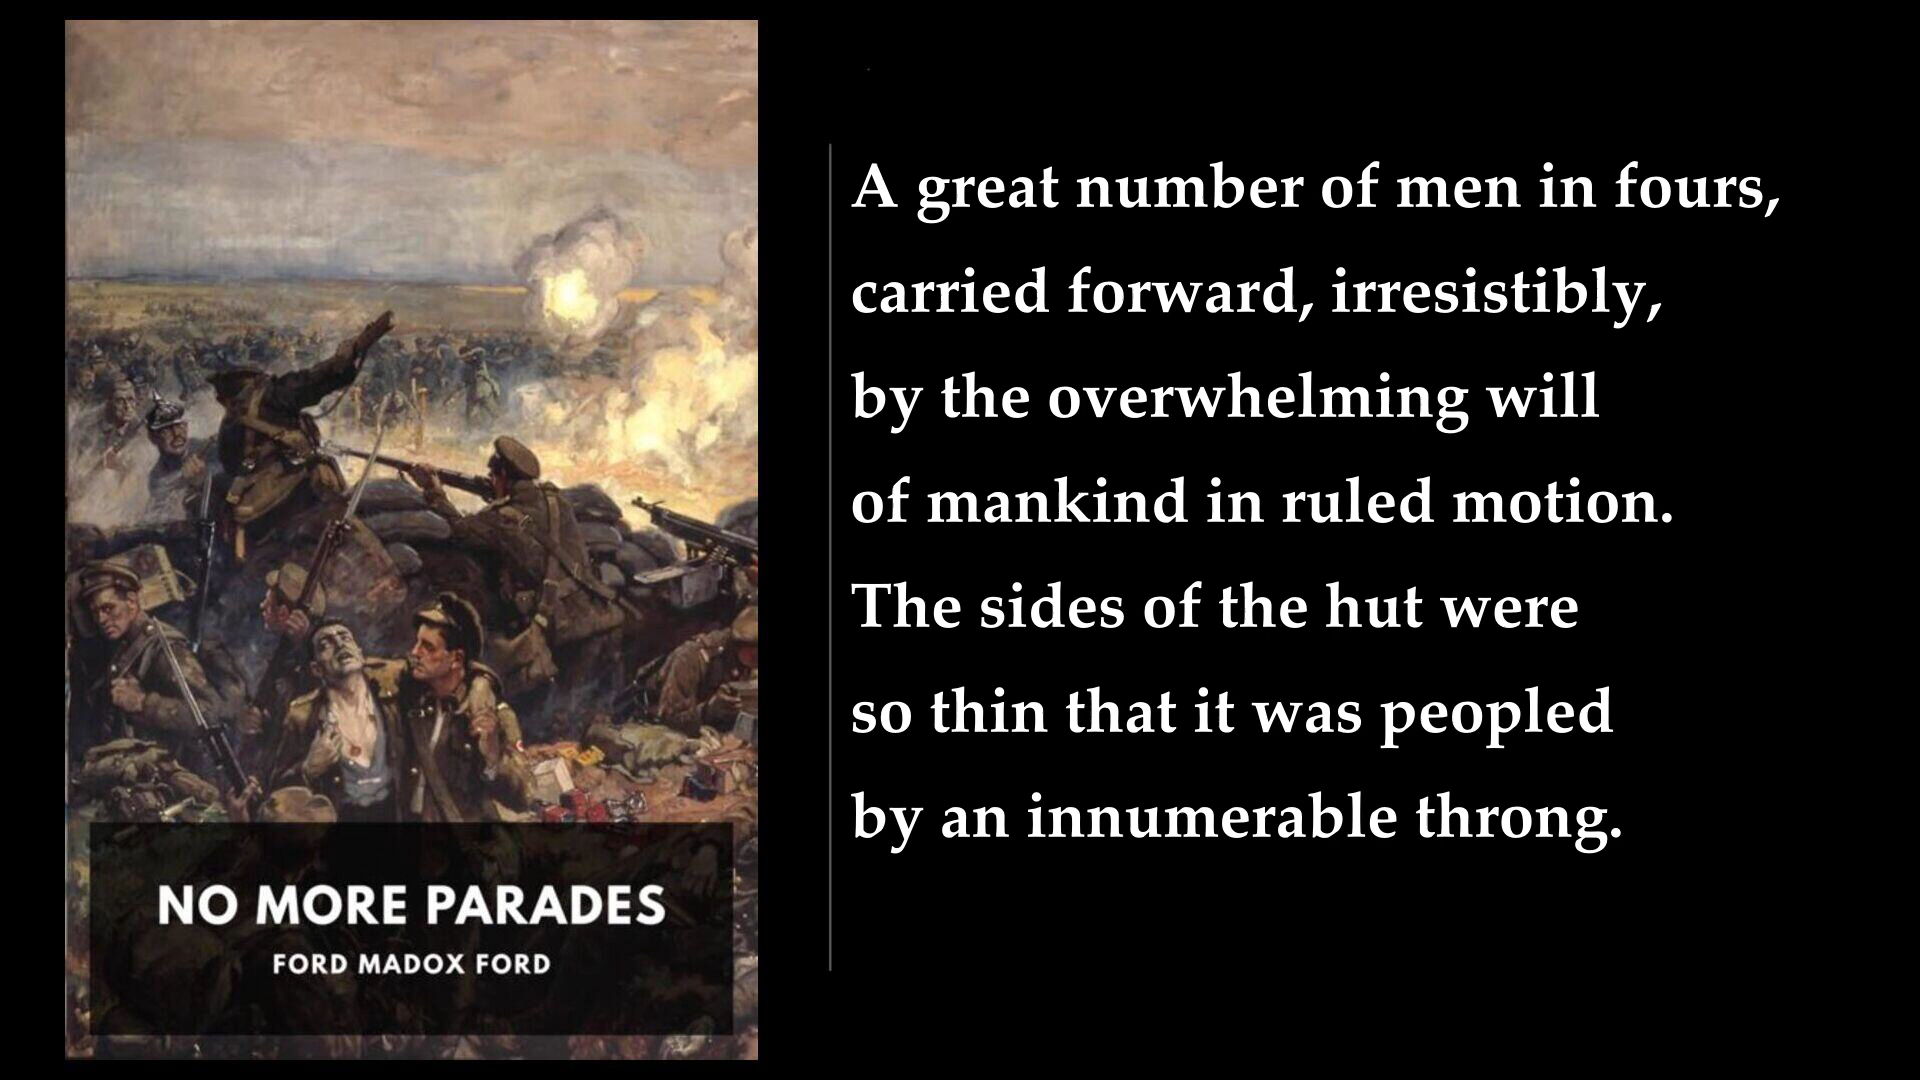 A great number of men in fours,
carried forward, irresistibly,
by the overwhelming will
of mankind in ruled motion.
The sides of the hut were
so thin that it was peopled
by an innumerable throng.
NO MORE PARADES
FORD MADOX FORD